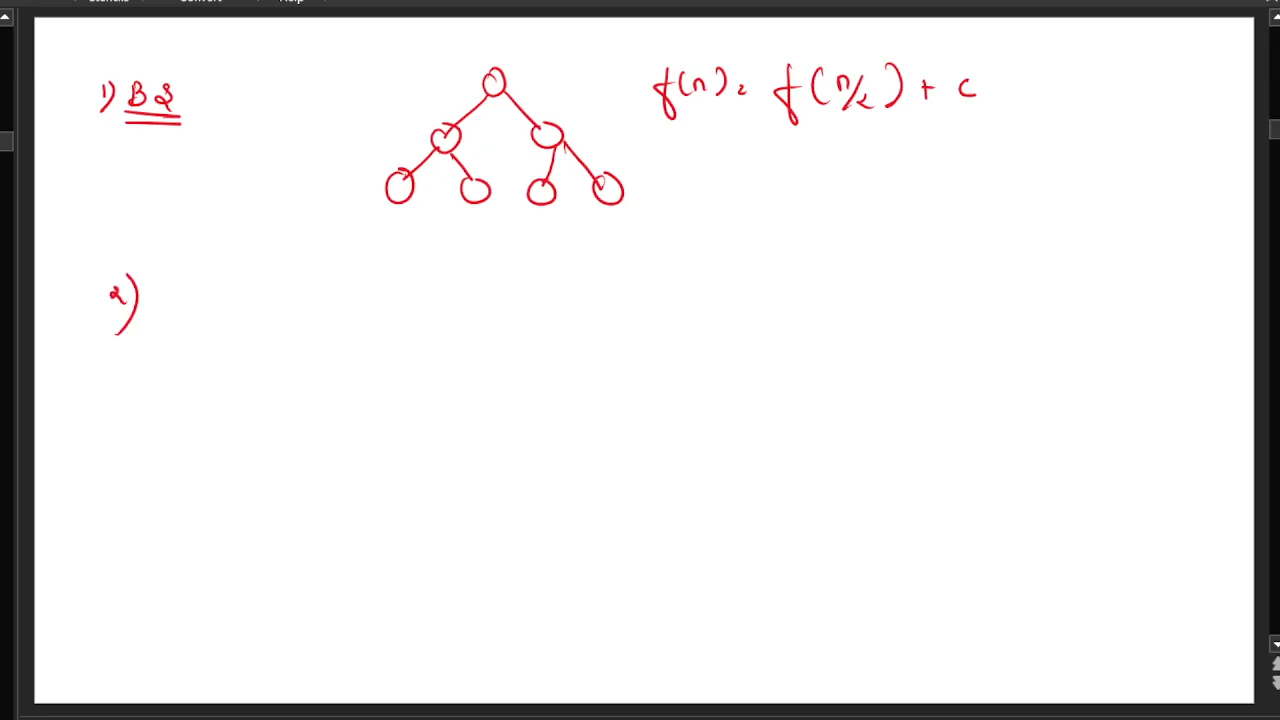 1) BS
f(n) = f(n/2) + c
2)